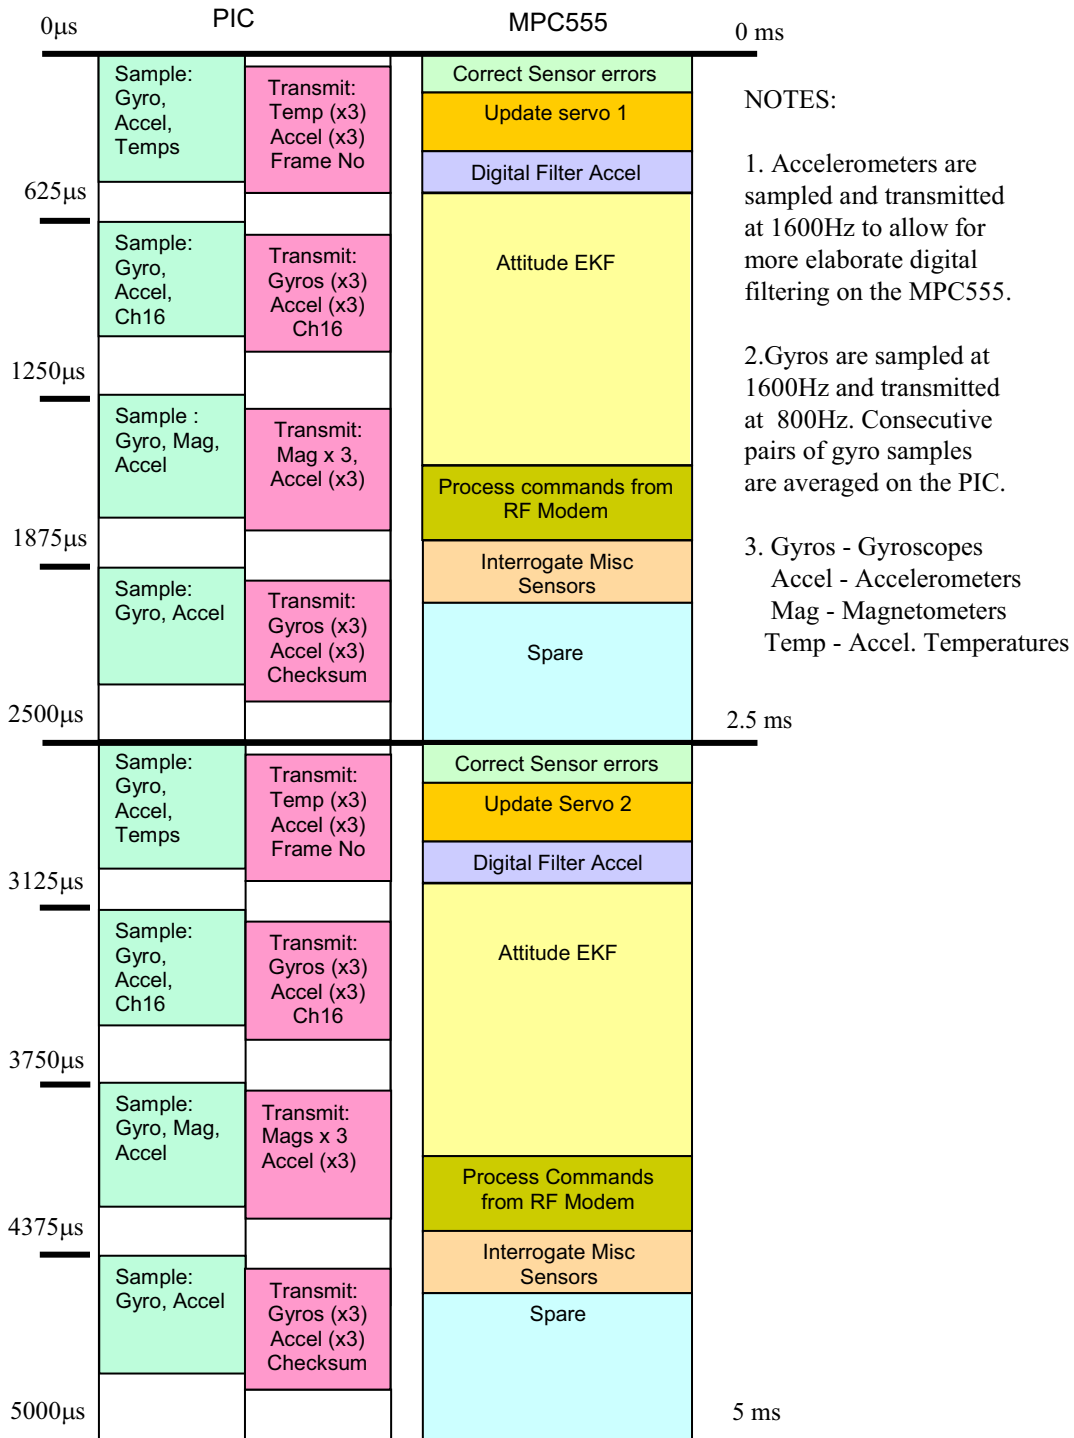 0µs
PIC
MPC555
0 ms
Sample:
Gyro,
Accel,
Temps
Transmit:
Temp (x3)
Accel (x3)
Frame No
Correct Sensor errors
Update servo 1
Digital Filter Accel
625µs
Sample:
Gyro,
Accel,
Ch16
Transmit:
Gyros (x3)
Accel (x3)
Ch16
Attitude EKF
1250µs
Sample :
Gyro, Mag,
Accel
Transmit:
Mag x 3,
Accel (x3)
Process commands from
RF Modem
1875µs
Interrogate Misc
Sensors
Sample:
Gyro, Accel
Transmit:
Gyros (x3)
Accel (x3)
Checksum
Spare
NOTES:
1. Accelerometers are
sampled and transmitted
at 1600Hz to allow for
more elaborate digital
filtering on the MPC555.
2.Gyros are sampled at
1600Hz and transmitted
at 800Hz. Consecutive
pairs of gyro samples
are averaged on the PIC.
3. Gyros - Gyroscopes
Accel - Accelerometers
Mag - Magnetometers
Temp - Accel. Temperatures
2500µs
2.5 ms
Sample:
Gyro,
Accel,
Temps
Transmit:
Temp (x3)
Accel (x3)
Frame No
Correct Sensor errors
Update Servo 2
Digital Filter Accel
3125µs
Sample:
Gyro,
Accel,
Ch16
Transmit:
Gyros (x3)
Accel (x3)
Ch16
Attitude EKF
3750µs
Sample:
Gyro, Mag,
Accel
Transmit:
Mags x 3
Accel (x3)
Process Commands
from RF Modem
4375µs
Interrogate Misc
Sensors
Sample:
Gyro, Accel
Transmit:
Gyros (x3)
Accel (x3)
Checksum
Spare
5000µs
5 ms